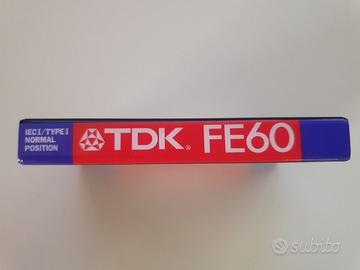 IEC I/TYPE I
NORMAL
POSITION
TDK® FE60
subito